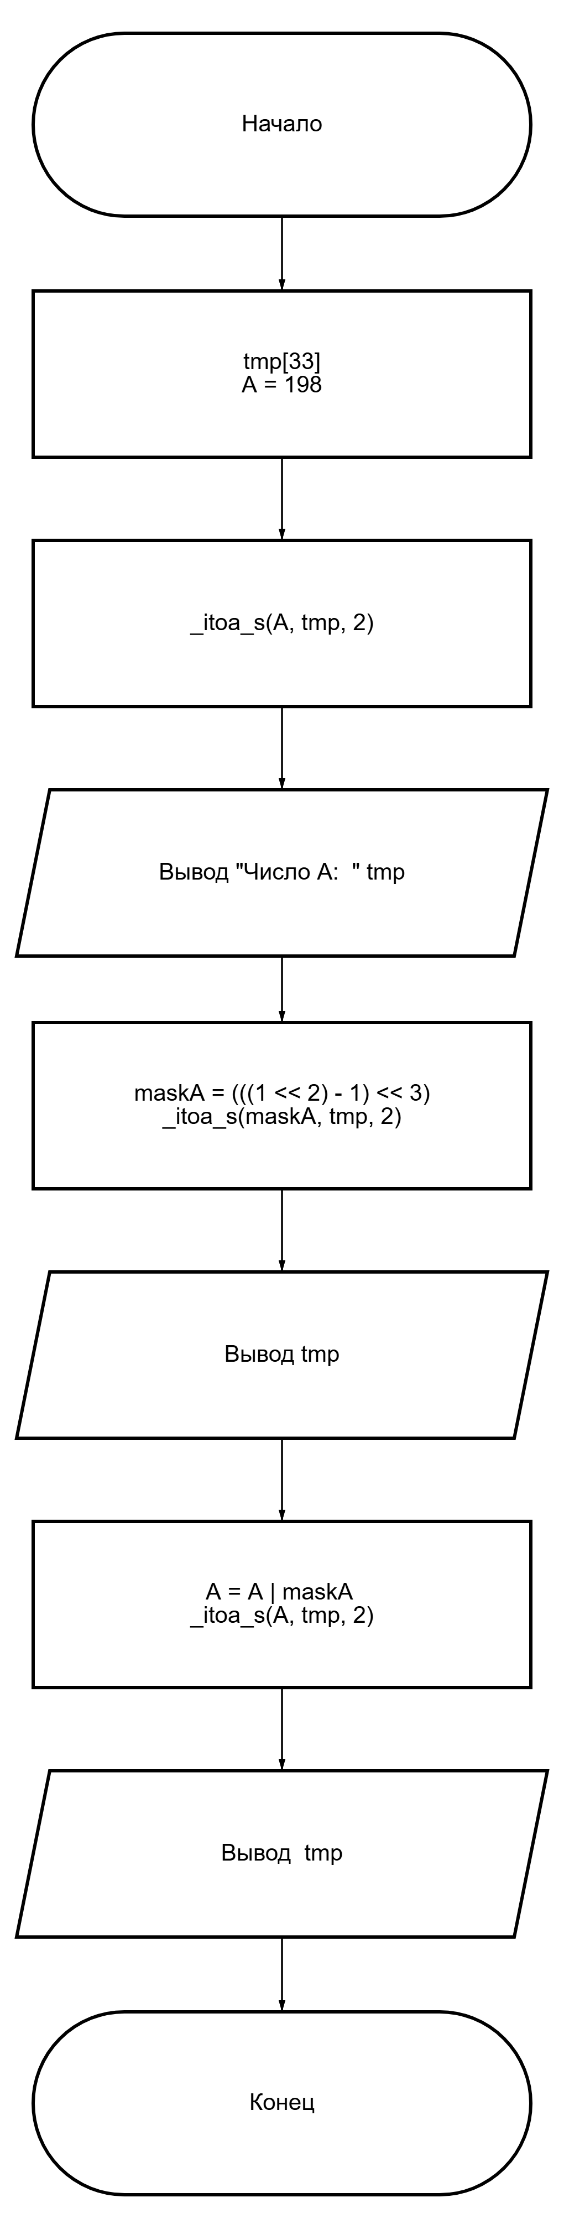 Начало
tmp[33]
A = 198
_itoa_s(A, tmp, 2)
Вывод "Число А:  " tmp
maskA = (((1 << 2) - 1) << 3)
_itoa_s(maskA, tmp, 2)
Вывод tmp
A = A | maskA
_itoa_s(A, tmp, 2)
Вывод  tmp
Конец